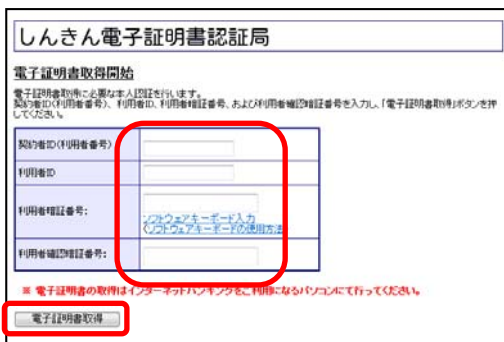 しんきん電子証明書認証局
電子証明書取得開始
電子証明書取得に必要な本人認証を行います。
契約者ID(利用者番号)、利用者ID、利用者暗証番号、および利用者確認暗証番号を入力し、「電子証明書取得」ボタンを押
してください。
契約者ID(利用者番号)
利用者ID
利用者暗証番号:
ソフトウェアキーボード入力
(ソフトウェアキーボードの使用方法
利用者確認暗証番号:
※ 電子証明書の取得はインターネットバンキングをご利用になるパソコンにて行ってください。
電子証明書取得